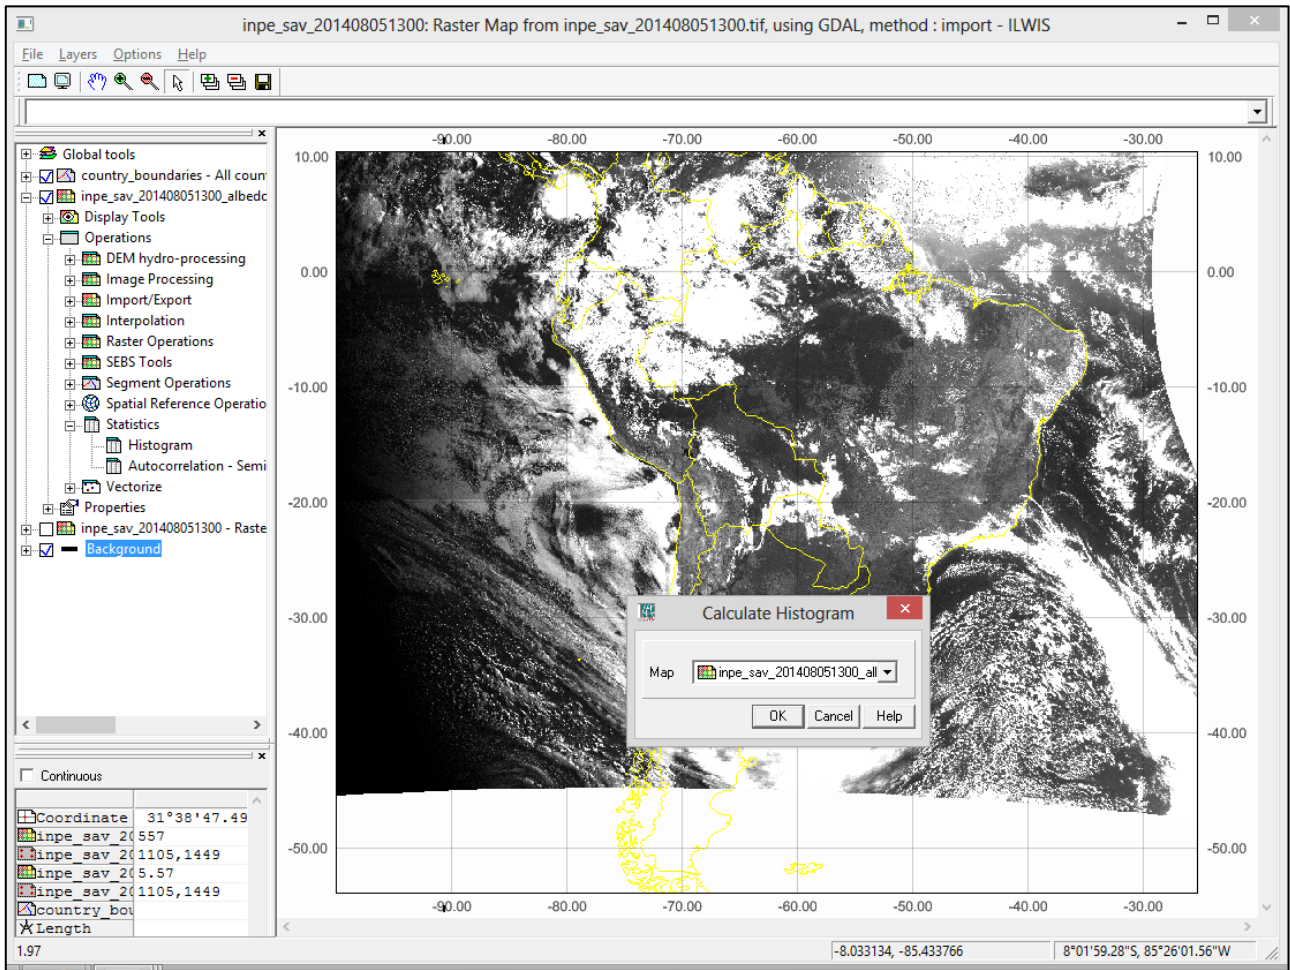 inpe_sav_201408051300: Raster Map from inpe_sav_201408051300.tif, using GDAL, method : import - ILWIS
File Layers Options Help
Global tools
country_boundaries - All coun
inpe_sav_201408051300_albedo
Display Tools
Operations
DEM hydro-processing
Image Processing
Import/Export
Interpolation
Raster Operations
SEBS Tools
Segment Operations
Spatial Reference Operatio
Statistics
Histogram
Autocorrelation - Semi
Vectorize
Properties
inpe_sav_201408051300 - Raste
Background
Continuous
Coordinate 31°38'47.49
inpe_sav_20 557
inpe_sav_20 1105,1449
inpe_sav_20 5.57
inpe_sav_20 1105,1449
country_bou
Length
-90.00 -80.00 -70.00 -60.00 -50.00 -40.00 -30.00
10.00 10.00
0.00 0.00
-10.00 -10.00
-20.00 -20.00
-30.00 -30.00
-40.00 -40.00
-50.00 -50.00
-90.00 -80.00 -70.00 -60.00 -50.00 -40.00 -30.00
Calculate Histogram
Map inpe_sav_201408051300_all
OK Cancel Help
1.97 -8.033134, -85.433766 8°01'59.28"S, 85°26'01.56"W